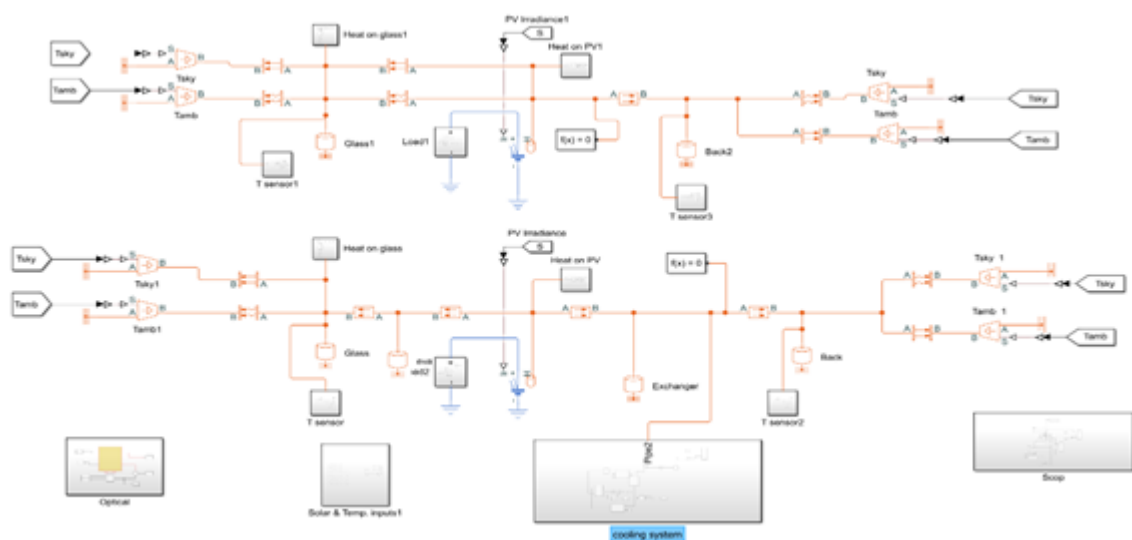 PV Irradiance1
S
Heat on glass1
Heat on PV1
Tsky
S
A
B
Tsky
B
A
B
A
Tamb
S
A
B
Tamb
B
A
B
A
A
B
A
B
Tsky
A
B
S
Tsky
A
B
Tamb
A
B
S
Tamb
Glass1
Load1
f(x) = 0
Back2
T sensor1
T sensor3
PV Irradiance
S
Heat on glass
Heat on PV
f(x) = 0
Tsky
S
A
B
Tsky1
B
A
Tamb
S
A
B
Tamb1
B
A
B
A
B
A
A
B
A
B
A
B
Tsky 1
A
B
S
Tsky
A
B
Tamb 1
A
B
S
Tamb
Glass
Exchanger
Back
T sensor
T sensor2
Pipe2
Optical
Solar & Temp. inputs1
cooling system
Scop